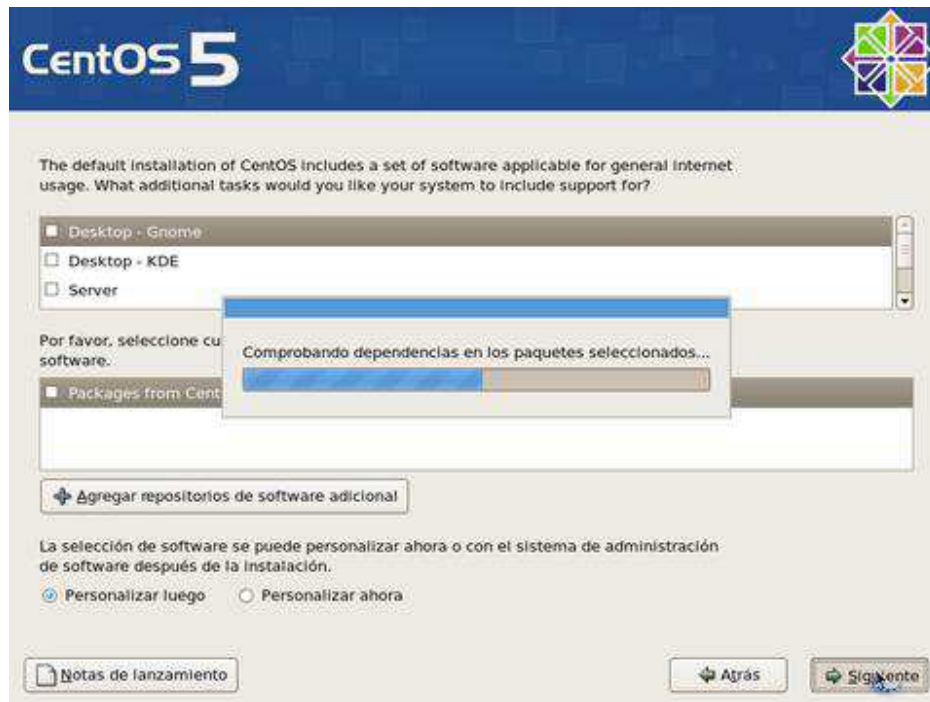 CentOS 5
The default installation of CentOS includes a set of software applicable for general internet
usage. What additional tasks would you like your system to include support for?
Desktop - Gnome
Desktop - KDE
Server
Por favor, seleccione cu
software.
Comprobando dependencias en los paquetes seleccionados...
Packages from Cent
Agregar repositorios de software adicional
La selección de software se puede personalizar ahora o con el sistema de administración
de software después de la instalación.
Personalizar luego
Personalizar ahora
Notas de lanzamiento
Atrás
Siguiente